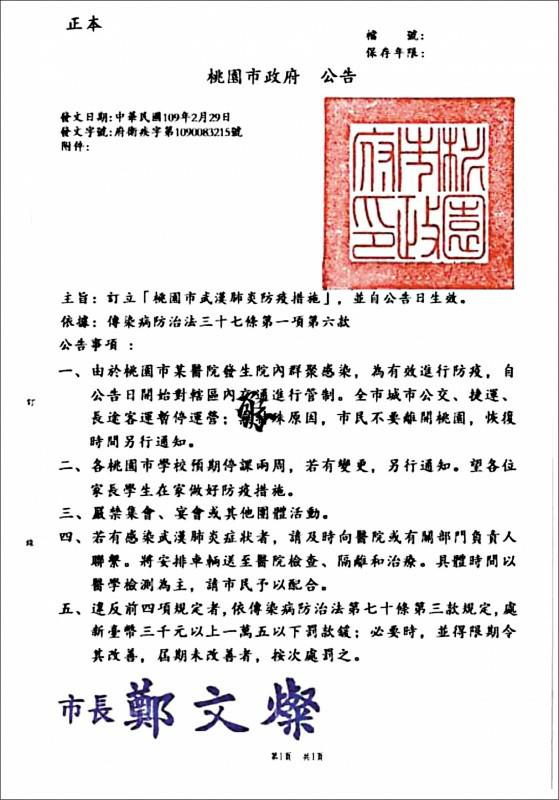 正本
檔　　號：
保存年限：
桃園市政府　公告
發文日期：中華民國109年2月29日
發文字號：府衛疾字第1090083215號
附件：
桃園市政府印
主旨：訂立「桃園市武漢肺炎防疫措施」，並自公告日生效。
依據：傳染病防治法三十七條第一項第六款
公告事項：
一、由於桃園市某醫院發生院內群聚感染，為有效進行防疫，自
公告日開始對轄區內交通進行管制。全市城市公交、捷運、
長途客運暫停運營；殊原因，市民不要離開桃園，恢復
時間另行通知。
二、各桃園市學校預期停課兩周，若有變更，另行通知。望各位
家長學生在家做好防疫措施。
三、嚴禁集會、宴會或其他團體活動。
四、若有感染武漢肺炎症狀者，請及時向醫院或有關部門負責人
聯繫。將安排車輛送至醫院檢查、隔離和治療。具體時間以
醫學檢測為主，請市民予以配合。
五、違反前四項規定者，依傳染病防治法第七十條第三款規定，處
新臺幣三千元以上一萬五以下罰款鍰；必要時，並得限期令
其改善，屆期未改善者，按次處罰之。
訂
線
市長 鄭文燦
第1頁　共1頁